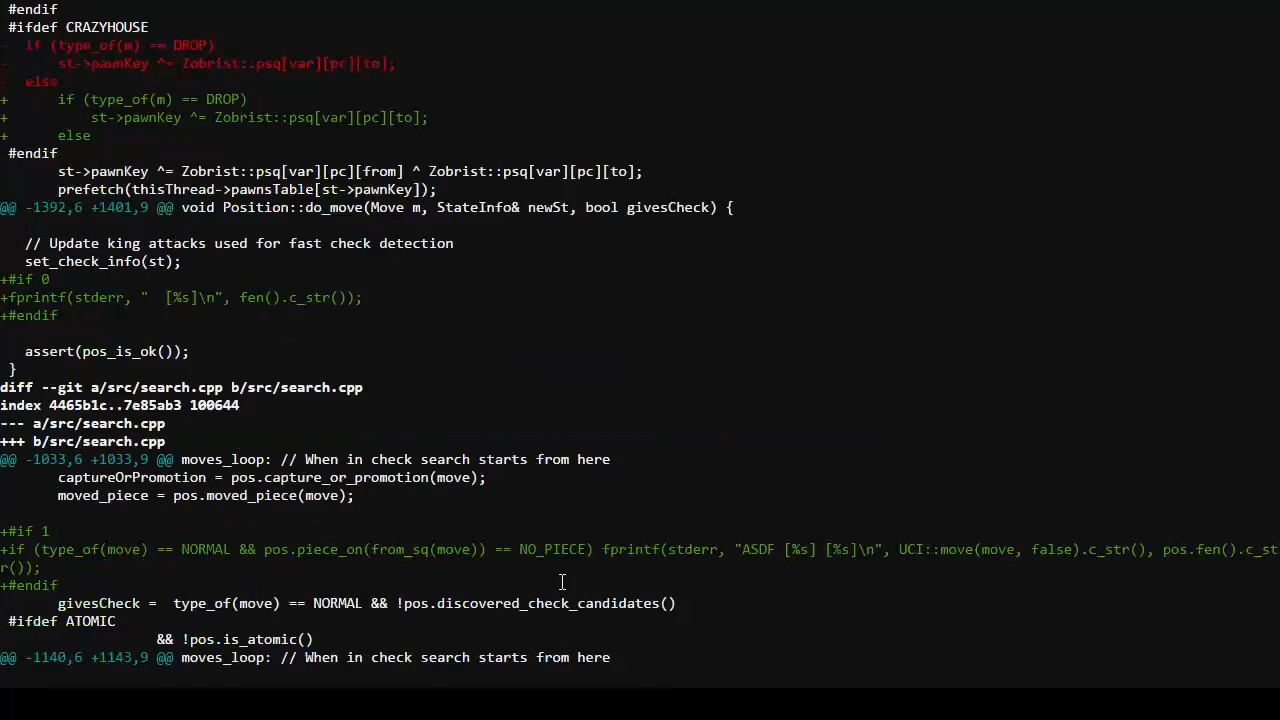 #endif
 #ifdef CRAZYHOUSE
-  if (type_of(m) == DROP)
-      st->pawnKey ^= Zobrist::psq[var][pc][to];
-  else
+      if (type_of(m) == DROP)
+          st->pawnKey ^= Zobrist::psq[var][pc][to];
+      else
 #endif
       st->pawnKey ^= Zobrist::psq[var][pc][from] ^ Zobrist::psq[var][pc][to];
       prefetch(thisThread->pawnsTable[st->pawnKey]);
@@ -1392,6 +1401,9 @@ void Position::do_move(Move m, StateInfo& newSt, bool givesCheck) {
   // Update king attacks used for fast check detection
   set_check_info(st);
+#if 0
+fprintf(stderr, "  [%s]\n", fen().c_str());
+#endif
   assert(pos_is_ok());
 }
diff --git a/src/search.cpp b/src/search.cpp
index 4465b1c..7e85ab3 100644
--- a/src/search.cpp
+++ b/src/search.cpp
@@ -1033,6 +1033,9 @@ moves_loop: // When in check search starts from here
       captureOrPromotion = pos.capture_or_promotion(move);
       moved_piece = pos.moved_piece(move);
+#if 1
+if (type_of(move) == NORMAL && pos.piece_on(from_sq(move)) == NO_PIECE) fprintf(stderr, "ASDF [%s] [%s]\n", UCI::move(move, false).c_str(), pos.fen().c_st
r());
+#endif
       givesCheck =  type_of(move) == NORMAL && !pos.discovered_check_candidates()
 #ifdef ATOMIC
                   && !pos.is_atomic()
@@ -1140,6 +1143,9 @@ moves_loop: // When in check search starts from here